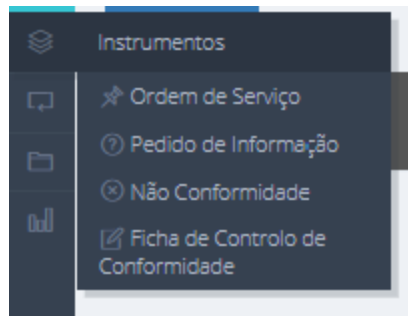 Instrumentos
Ordem de Serviço
Pedido de Informação
Não Conformidade
Ficha de Controlo de
Conformidade